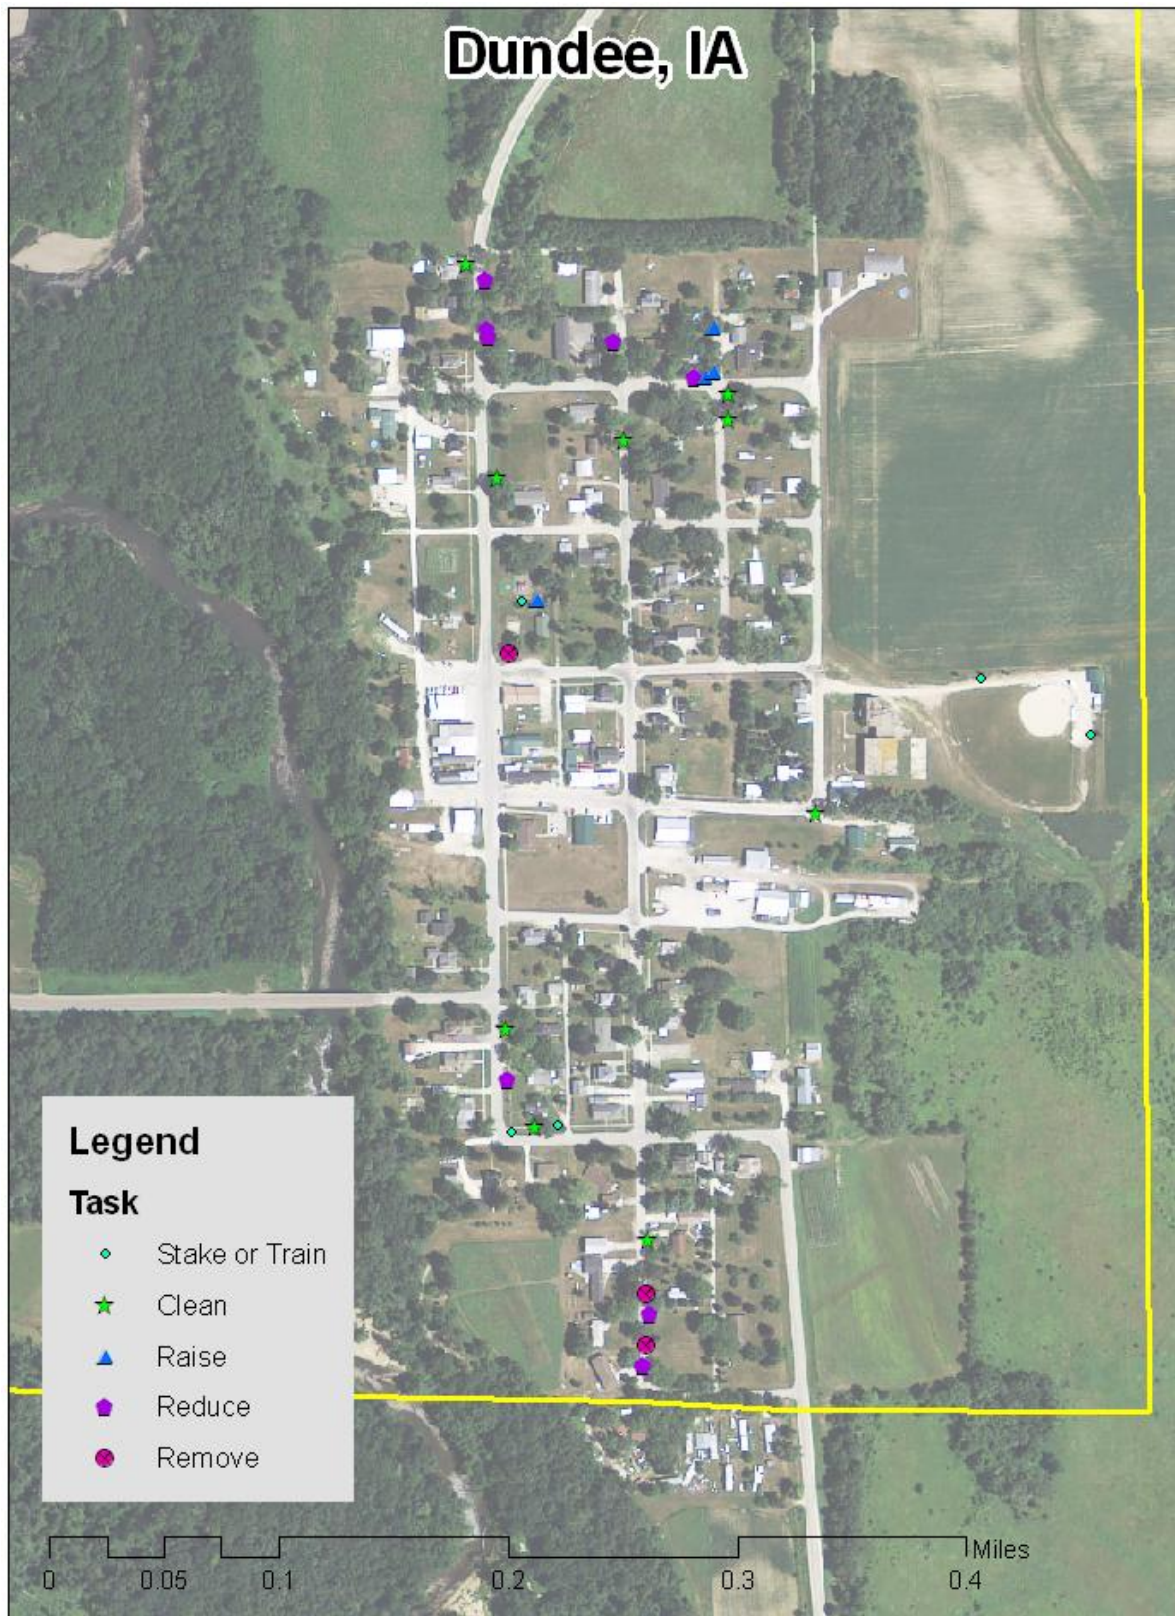 Dundee, IA
Legend
Task
Stake or Train
Clean
Raise
Reduce
Remove
Miles
0 0.05 0.1 0.2 0.3 0.4